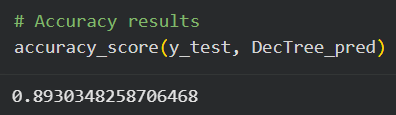 # Accuracy results
accuracy_score(y_test, DecTree_pred)
0.8930348258706468